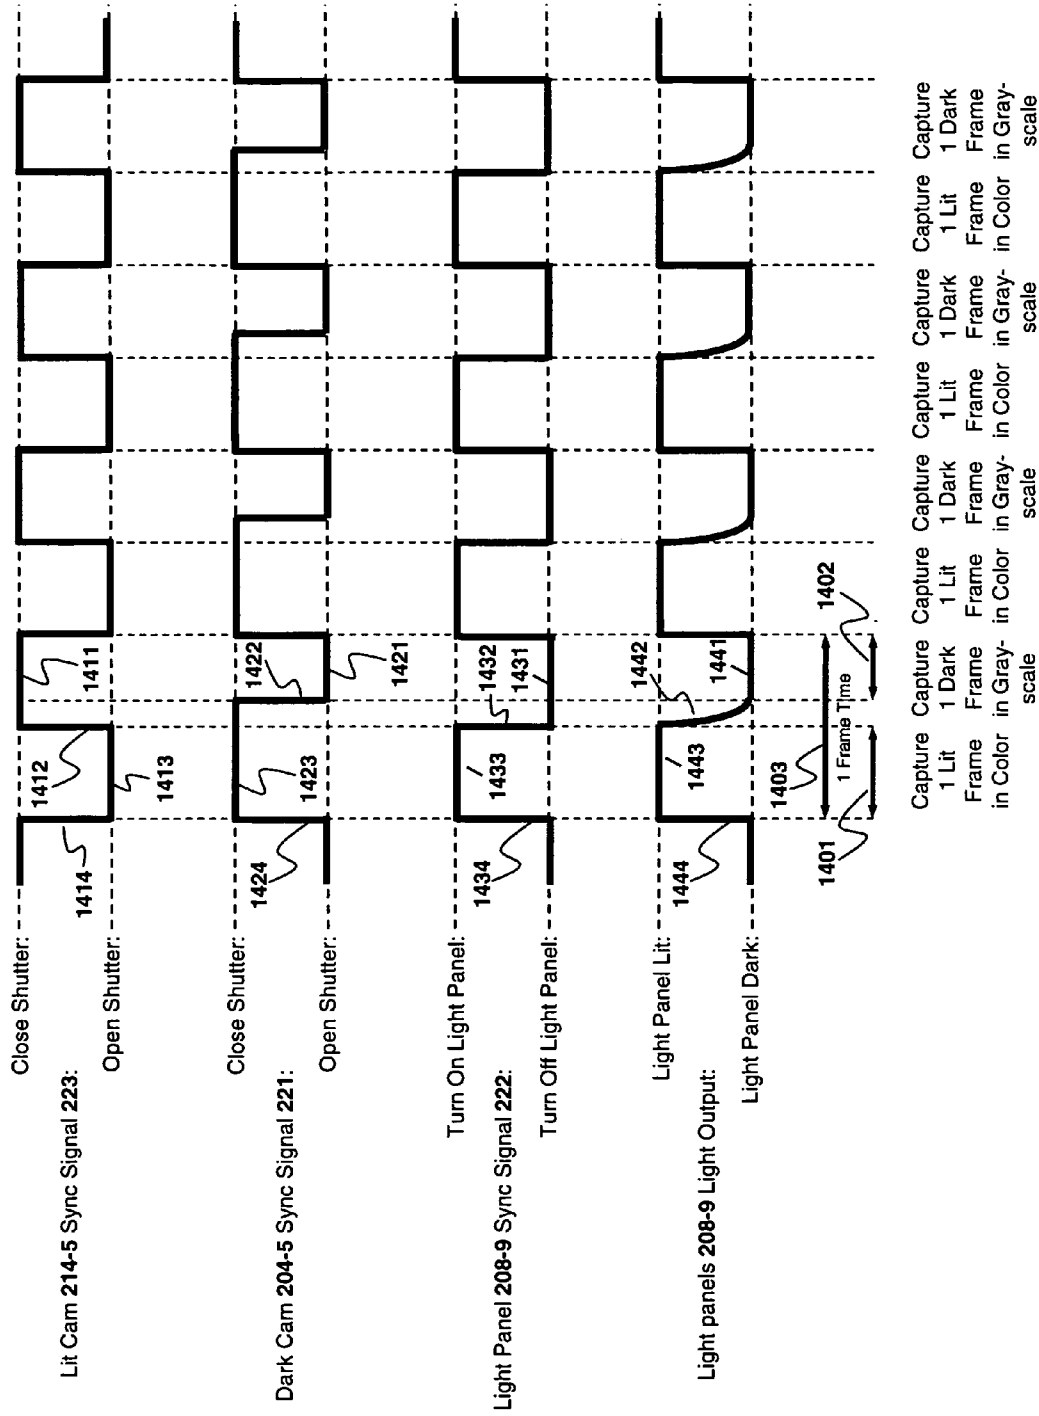 Lit Cam 214-5 Sync Signal 223:
Close Shutter:
Open Shutter:
1414
1412
1413
1411
Dark Cam 204-5 Sync Signal 221:
Close Shutter:
Open Shutter:
1424
1423
1422
1421
Light Panel 208-9 Sync Signal 222:
Turn On Light Panel:
Turn Off Light Panel:
1434
1433
1432
1431
Light panels 208-9 Light Output:
Light Panel Lit:
Light Panel Dark:
1444
1443
1442
1441
1403
1 Frame Time
1401
1402
Capture
1 Lit
Frame
in Color
Capture
1 Dark
Frame
in Gray-
scale
Capture
1 Lit
Frame
in Color
Capture
1 Dark
Frame
in Gray-
scale
Capture
1 Lit
Frame
in Color
Capture
1 Dark
Frame
in Gray-
scale
Capture
1 Lit
Frame
in Color
Capture
1 Dark
Frame
in Gray-
scale